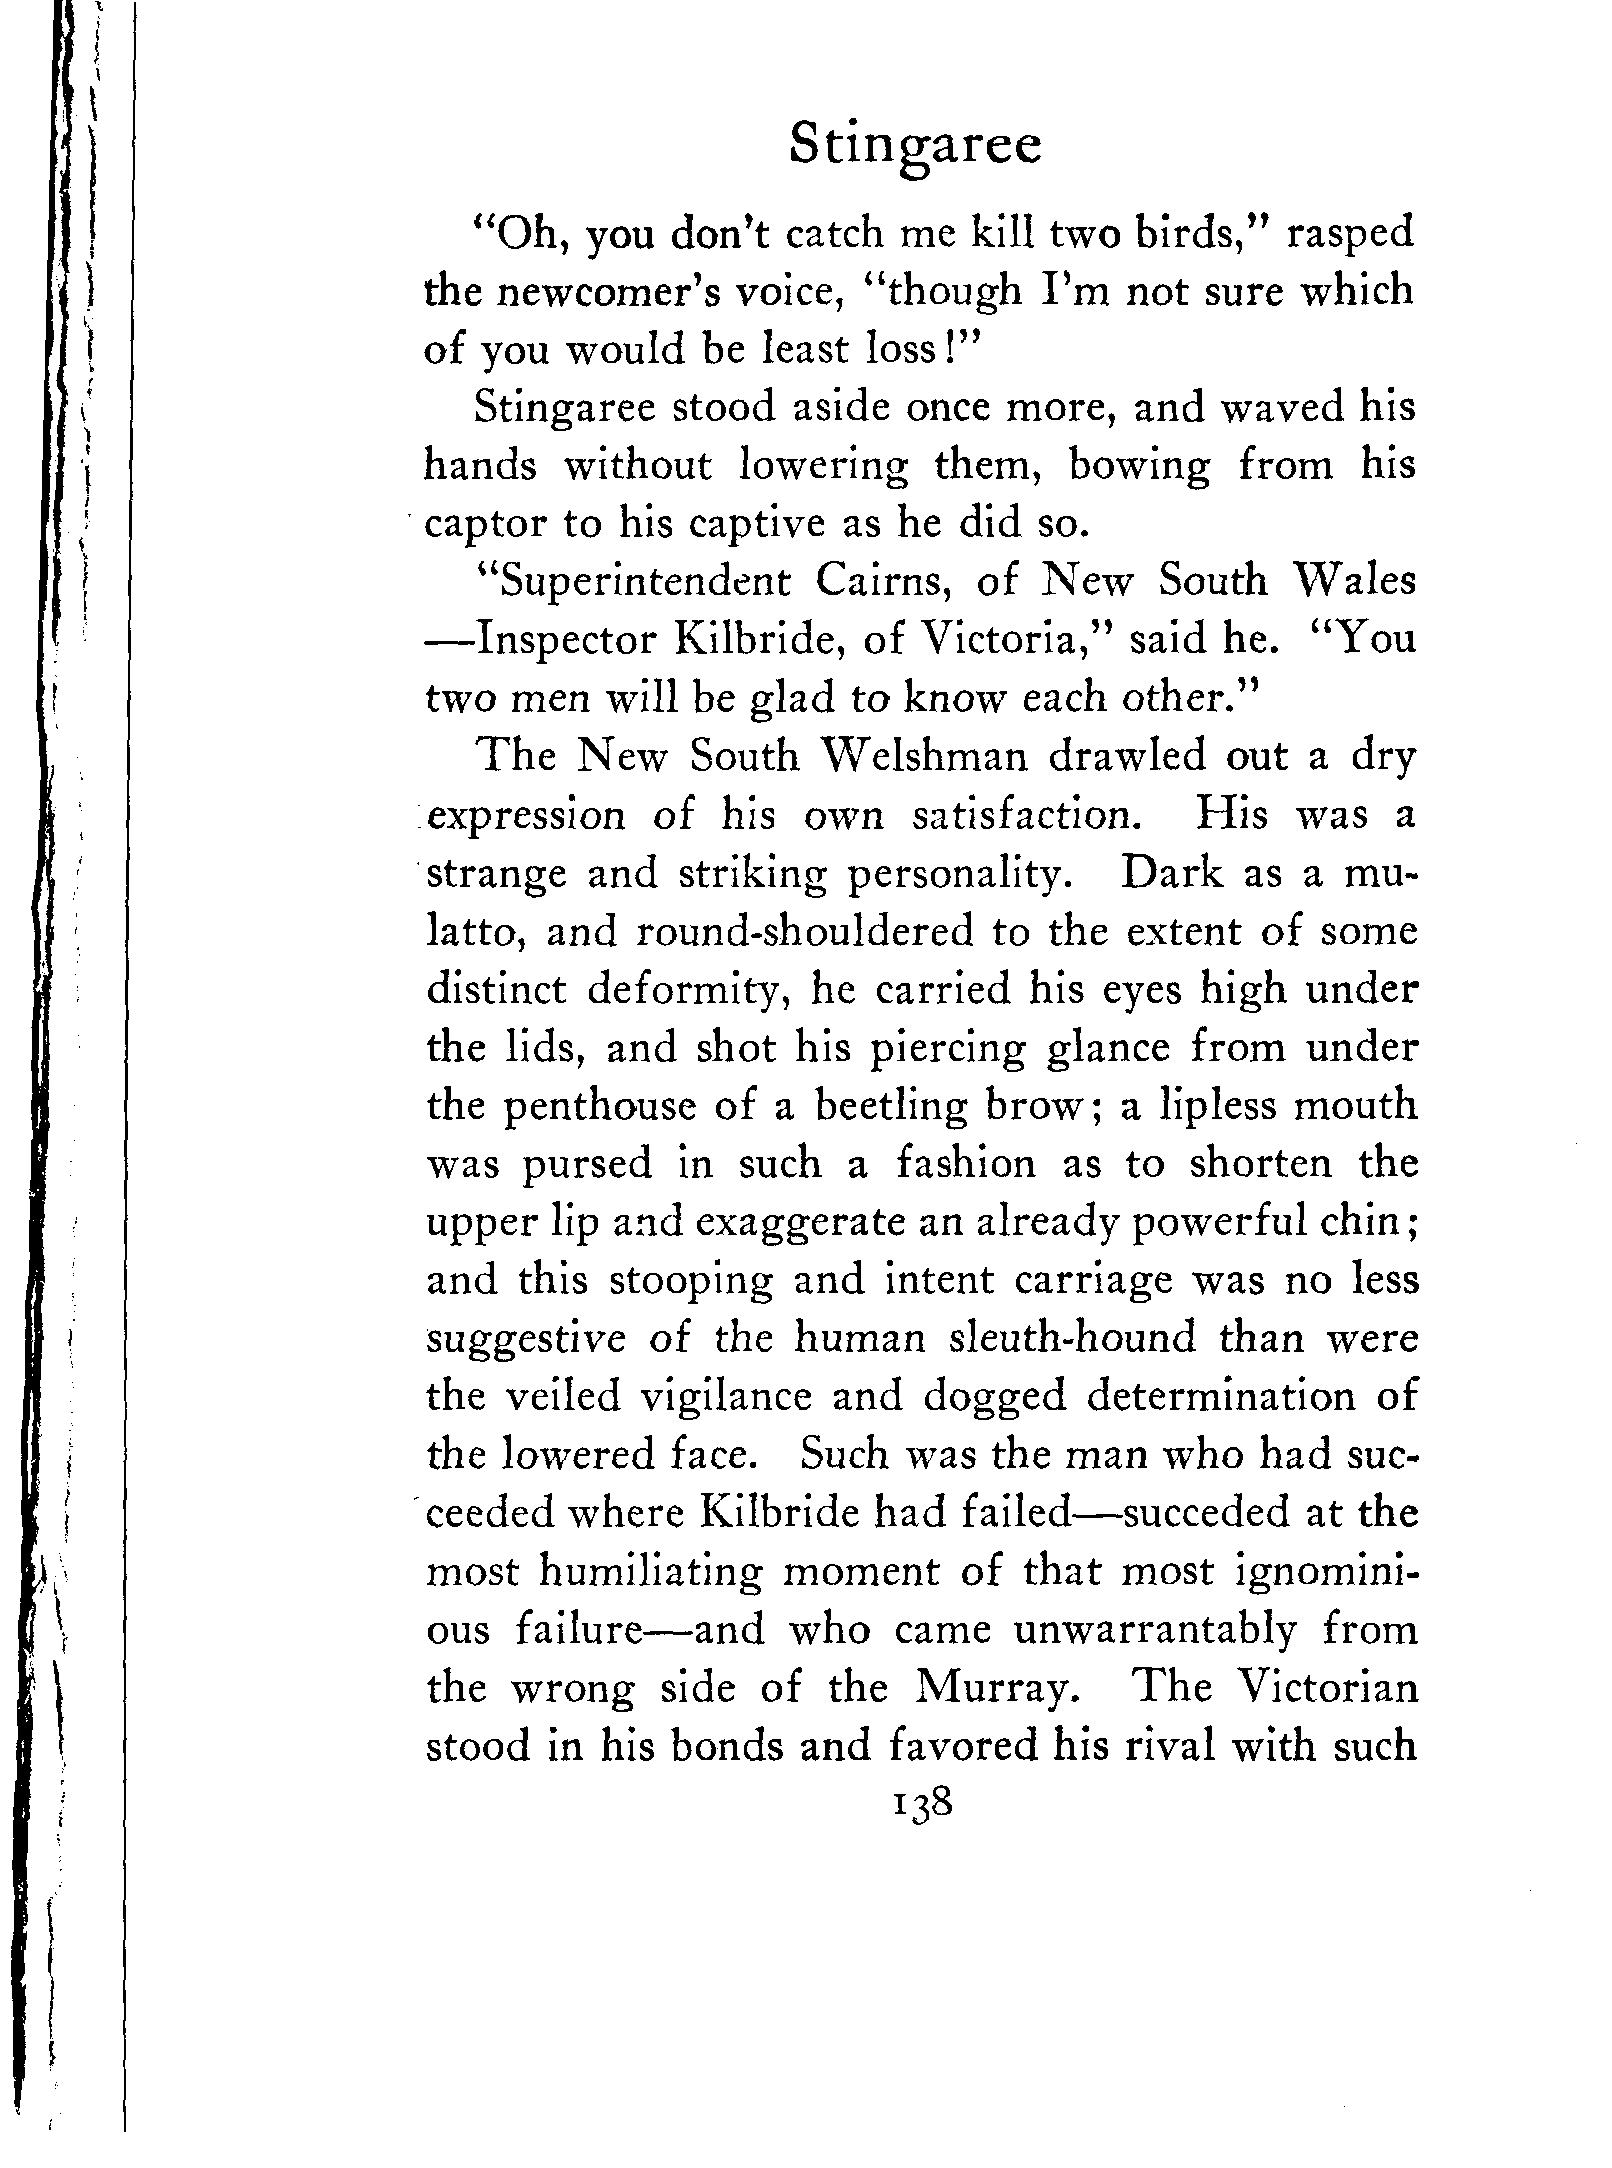 Stingaree
"Oh, you don't catch me kill two birds," rasped
the newcomer's voice, "though I'm not sure which
of you would be least loss!"
Stingaree stood aside once more, and waved his
hands without lowering them, bowing from his
captor to his captive as he did so.
"Superintendent Cairns, of New South Wales
—Inspector Kilbride, of Victoria," said he. "You
two men will be glad to know each other."
The New South Welshman drawled out a dry
expression of his own satisfaction. His was a
strange and striking personality. Dark as a mu-
latto, and round-shouldered to the extent of some
distinct deformity, he carried his eyes high under
the lids, and shot his piercing glance from under
the penthouse of a beetling brow; a lipless mouth
was pursed in such a fashion as to shorten the
upper lip and exaggerate an already powerful chin;
and this stooping and intent carriage was no less
suggestive of the human sleuth-hound than were
the veiled vigilance and dogged determination of
the lowered face. Such was the man who had suc-
ceeded where Kilbride had failed—succeded at the
most humiliating moment of that most ignomini-
ous failure—and who came unwarrantably from
the wrong side of the Murray. The Victorian
stood in his bonds and favored his rival with such
138